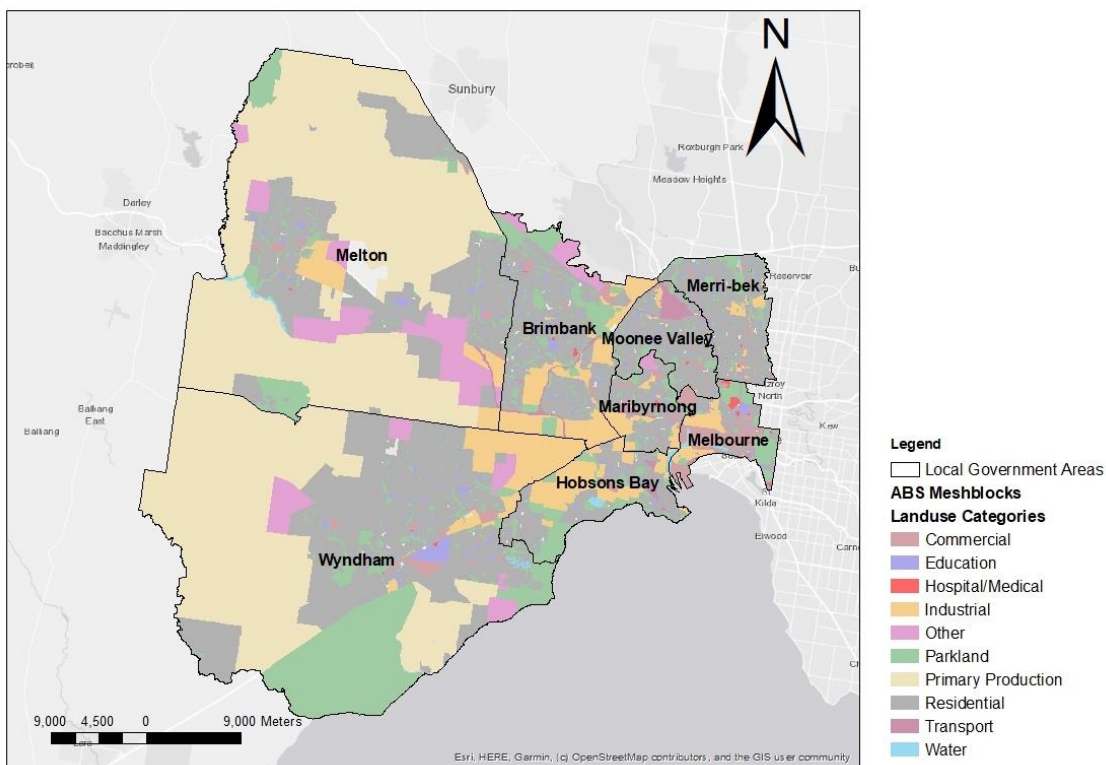 N
Sunbury
Roxburgh Park
Meadow Heights
Darley
Bacchus Marsh
Maddingley
Melton
Merri-bek
Reservoir
Brimbank
Moonee Valley
North
Balliang
East
Balliang
Maribyrnong
Kew
Melbourne
Hobsons Bay
St
Kilda
Elwood
Wyndham
9,000 4,500 0 9,000 Meters
Lara
Esri, HERE, Garmin, (c) OpenStreetMap contributors, and the GIS user community
Legend
Local Government Areas
ABS Meshblocks
Landuse Categories
Commercial
Education
Hospital/Medical
Industrial
Other
Parkland
Primary Production
Residential
Transport
Water